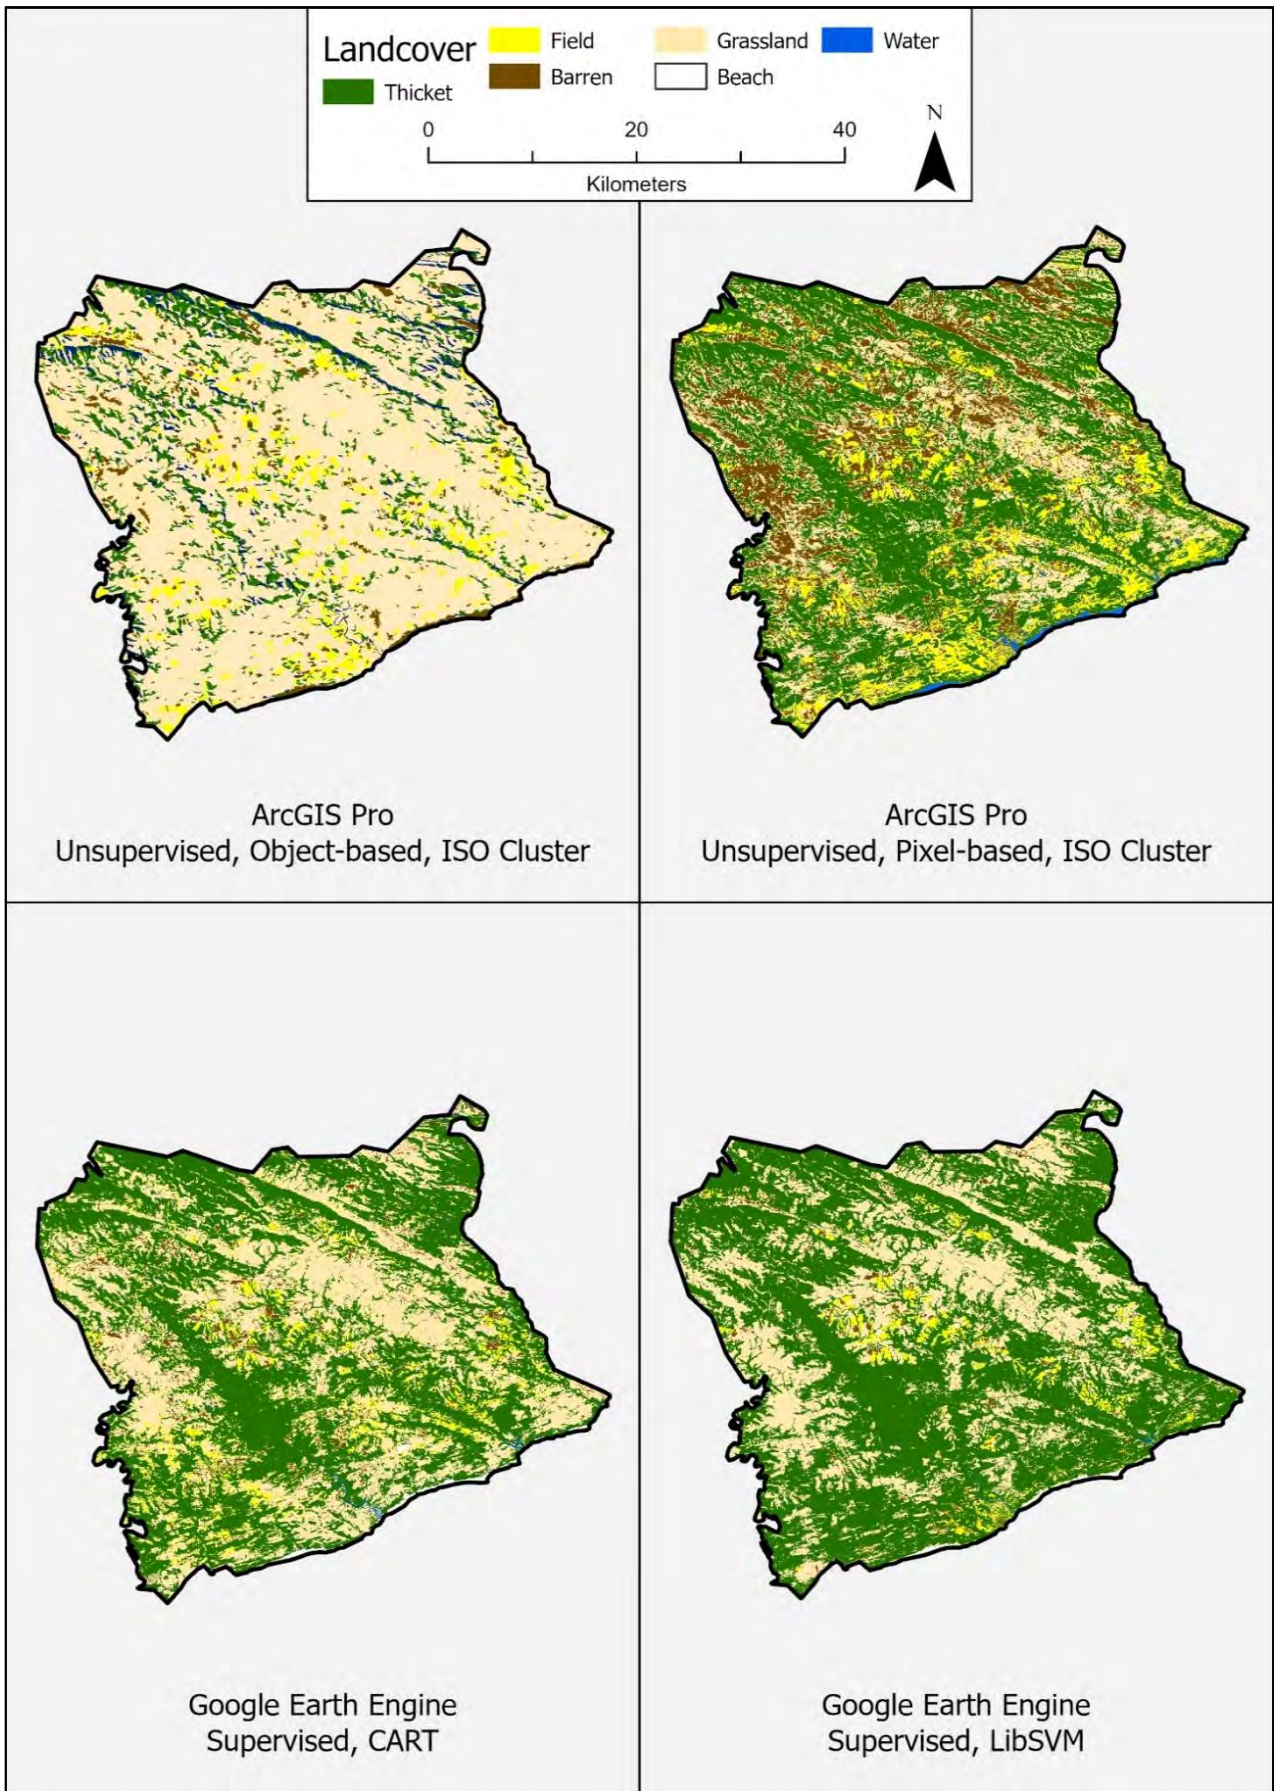 Landcover
Field
Grassland
Water
Thicket
Barren
Beach
0 20 40
Kilometers
N
ArcGIS Pro
Unsupervised, Object-based, ISO Cluster
ArcGIS Pro
Unsupervised, Pixel-based, ISO Cluster
Google Earth Engine
Supervised, CART
Google Earth Engine
Supervised, LibSVM